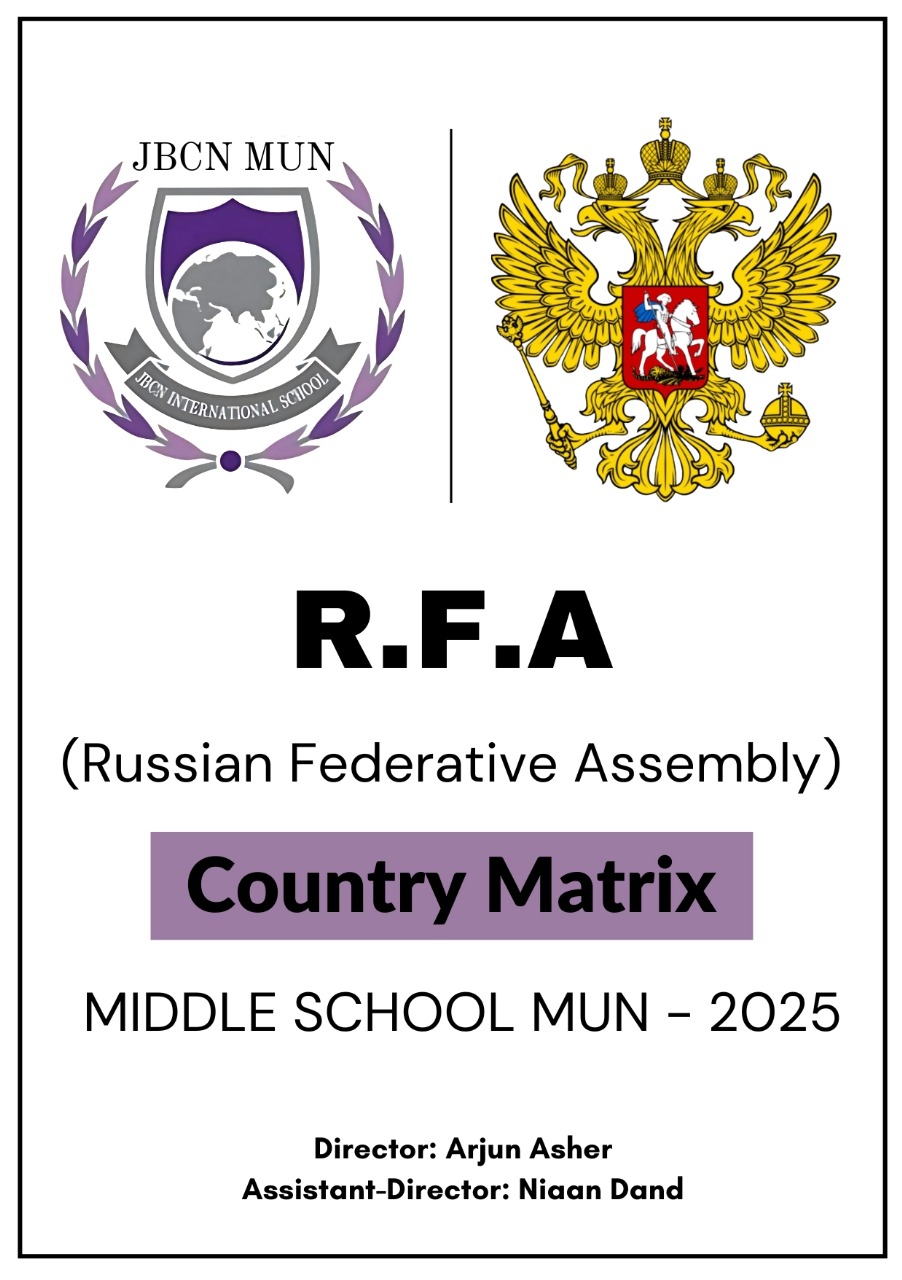 JBCN MUN
JBCN INTERNATIONAL SCHOOL
R.F.A
(Russian Federative Assembly)
Country Matrix
MIDDLE SCHOOL MUN - 2025
Director: Arjun Asher
Assistant-Director: Niaan Dand